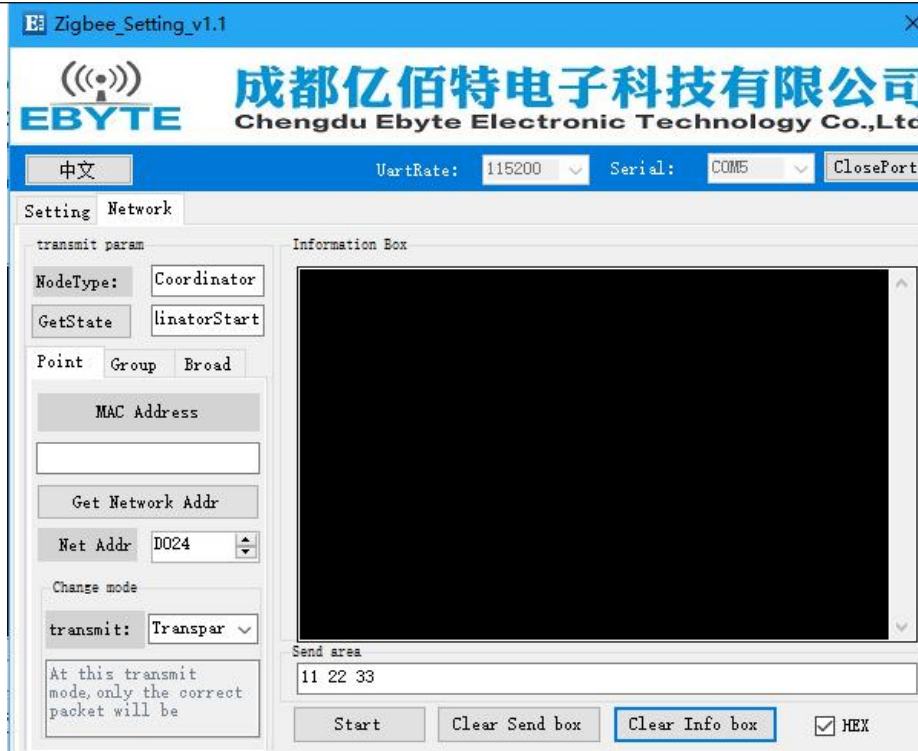 Zigbee_Setting_v1.1
EBYTE
成都亿佰特电子科技有限公司
Chengdu Ebyte Electronic Technology Co.,Ltd
中文
UartRate: 115200 Serial: COM5 ClosePort
Setting Network
transmit param
NodeType: Coordinator
GetState linatorStart
Point Group Broad
MAC Address
Get Network Addr
Net Addr D024
Change mode
transmit: Transpar
At this transmit
mode,only the correct
packet will be
Information Box
Send area
11 22 33
Start Clear Send box Clear Info box HEX